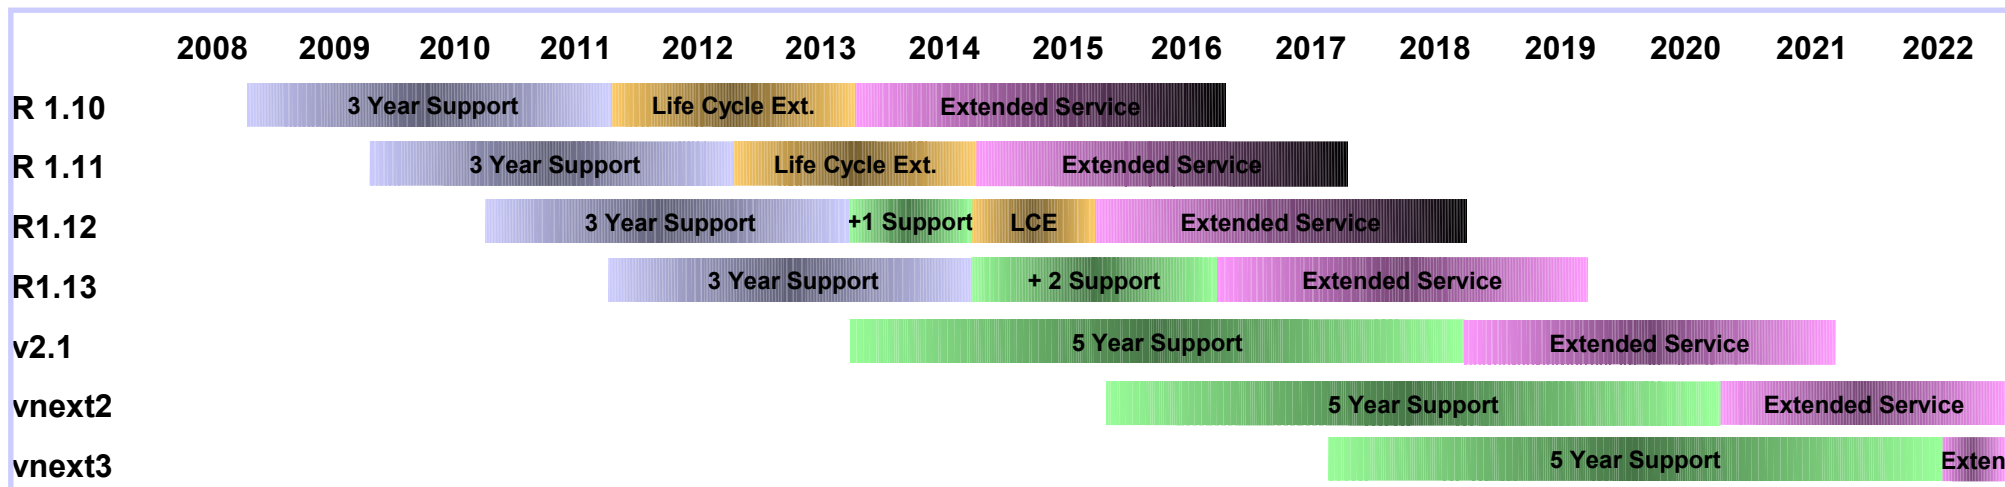 2008 2009 2010 2011 2012 2013 2014 2015 2016 2017 2018 2019 2020 2021 2022
R 1.10 3 Year Support Life Cycle Ext. Extended Service
R 1.11 3 Year Support Life Cycle Ext. Extended Service
R1.12 3 Year Support +1 Support LCE Extended Service
R1.13 3 Year Support + 2 Support Extended Service
v2.1 5 Year Support Extended Service
vnext2 5 Year Support Extended Service
vnext3 5 Year Support Exten